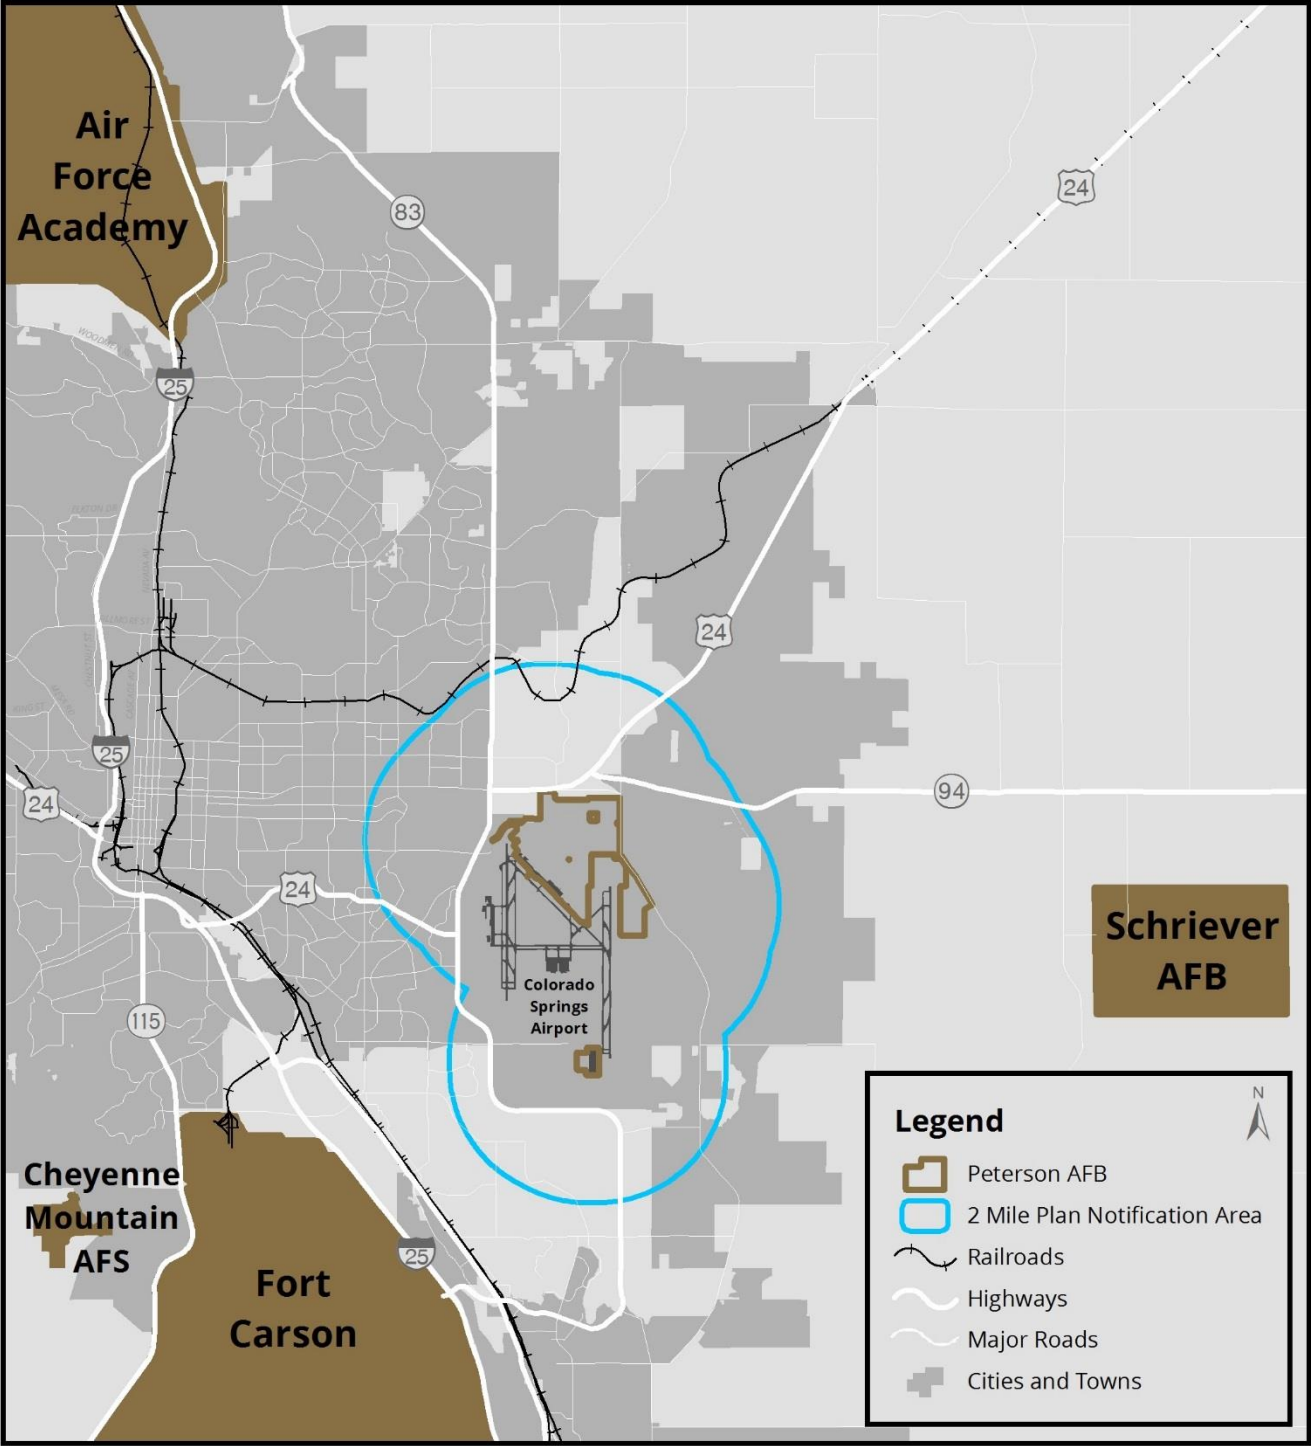 Air
Force
Academy
83
24
25
24
25
24
94
24
Schriever
AFB
Colorado
Springs
Airport
115
Cheyenne
Mountain
AFS
Fort
Carson
25
Legend
N
Peterson AFB
2 Mile Plan Notification Area
Railroads
Highways
Major Roads
Cities and Towns